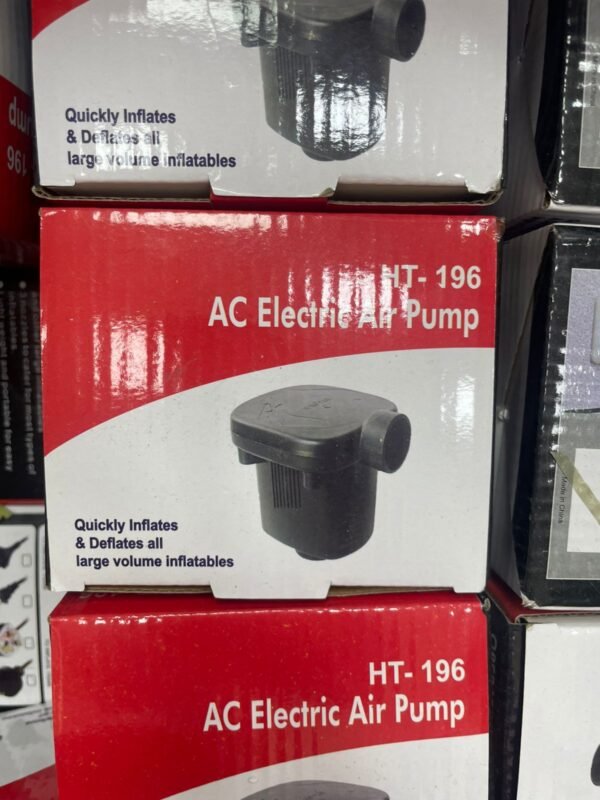 Quickly Inflates
& Deflates all
large volume inflatables
196
HT- 196
AC Electric Air Pump
Quickly Inflates
& Deflates all
large volume inflatables
Made in China
HT- 196
AC Electric Air Pump